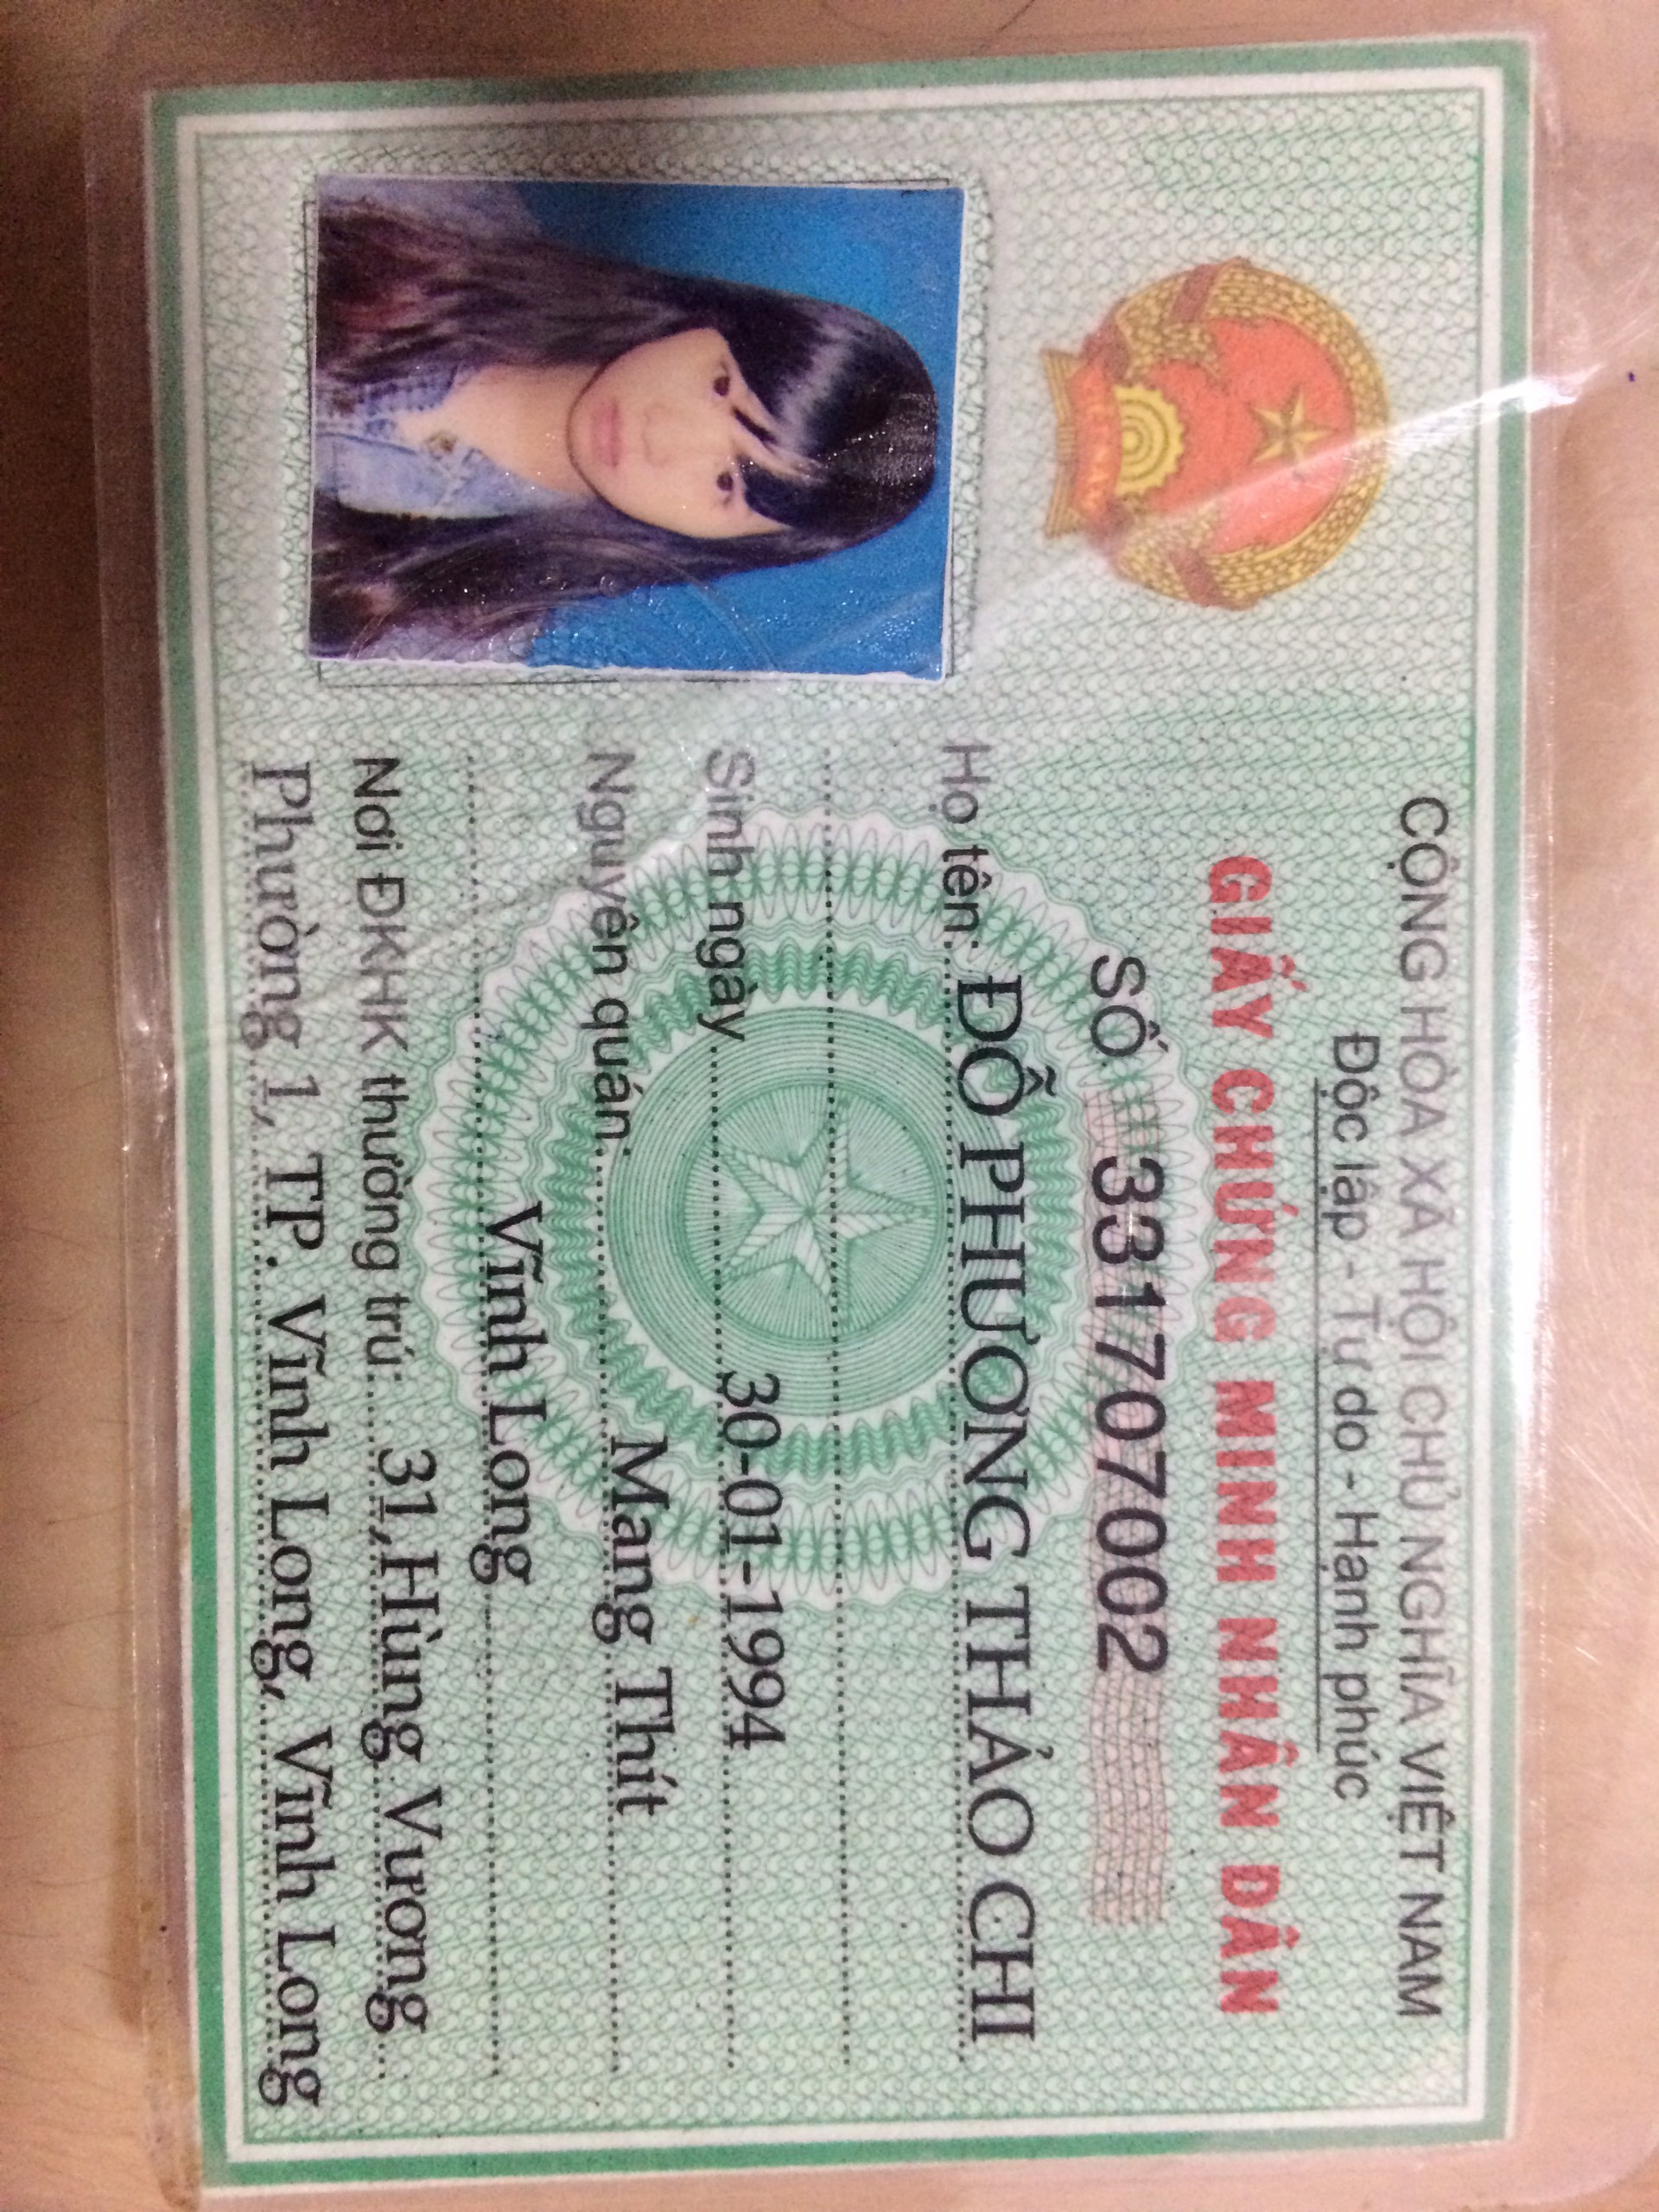 CỘNG HÒA XÃ HỘI CHỦ NGHĨA VIỆT NAM
Độc lập - Tự do - Hạnh phúc
GIẤY CHỨNG MINH NHÂN DÂN
SỐ 331707002
Họ tên: ĐỖ PHƯƠNG THẢO CHI
Sinh ngày 30-01-1994
Nguyên quán Mang Thít
Vĩnh Long
Nơi ĐKHK thường trú: 31,Hùng Vương
Phường 1, TP. Vĩnh Long, Vĩnh Long